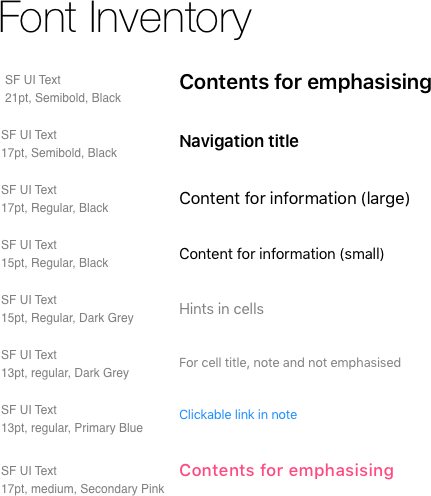 Font Inventory
SF UI Text
21pt, Semibold, Black
Contents for emphasising
SF UI Text
17pt, Semibold, Black
Navigation title
SF UI Text
17pt, Regular, Black
Content for information (large)
SF UI Text
15pt, Regular, Black
Content for information (small)
SF UI Text
15pt, Regular, Dark Grey
Hints in cells
SF UI Text
13pt, regular, Dark Grey
For cell title, note and not emphasised
SF UI Text
13pt, regular, Primary Blue
Clickable link in note
SF UI Text
17pt, medium, Secondary Pink
Contents for emphasising